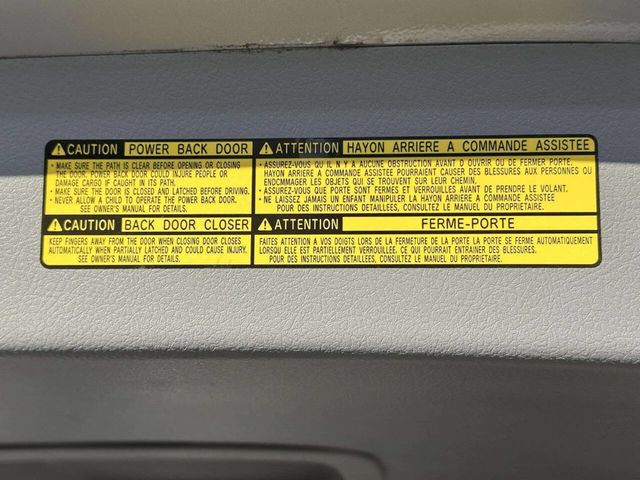 CAUTION POWER BACK DOOR
• MAKE SURE THE PATH IS CLEAR BEFORE OPENING OR CLOSING
THE DOOR. POWER BACK DOOR COULD INJURE PEOPLE OR
DAMAGE CARGO IF CAUGHT IN ITS PATH.
• MAKE SURE THE DOOR IS CLOSED AND LATCHED BEFORE DRIVING.
• NEVER ALLOW A CHILD TO OPERATE THE POWER BACK DOOR.
SEE OWNER'S MANUAL FOR DETAILS.
CAUTION BACK DOOR CLOSER
KEEP FINGERS AWAY FROM THE DOOR WHEN CLOSING DOOR CLOSES
AUTOMATICALLY WHEN PARTIALLY LATCHED AND COULD CAUSE INJURY.
SEE OWNER'S MANUAL FOR DETAILS.
ATTENTION HAYON ARRIERE A COMMANDE ASSISTEE
• ASSUREZ-VOUS QU IL N Y A AUCUNE OBSTRUCTION AVANT D OUVRIR OU DE FERMER PORTE.
HAYON ARRIERE A COMMANDE ASSISTEE POURRAIENT CAUSER DES BLESSURES AUX PERSONNES OU
ENDOMMAGER LES OBJETS QUI SE TROUVENT SUR LEUR CHEMIN.
• ASSUREZ-VOUS QUE PORTE SONT FERMES ET VERROUILLES AVANT DE PRENDRE LE VOLANT.
• NE LAISSEZ JAMAIS UN ENFANT MANIPULER LA HAYON ARRIERE A COMMANDE ASSISTEE
POUR DES INSTRUCTIONS DETAILLEES, CONSULTEZ LE MANUEL DU PROPRIETAIRE.
ATTENTION FERME-PORTE
FAITES ATTENTION A VOS DOIGTS LORS DE LA FERMETURE DE LA PORTE LA PORTE SE FERME AUTOMATIQUEMENT
LORSQU ELLE EST PARTIELLEMENT VERROUILLEE. CE QUI POURRAIT ENTRAINER DES BLESSURES.
POUR DES INSTRUCTIONS DETAILLEES, CONSULTEZ LE MANUEL DU PROPRIETAIRE.